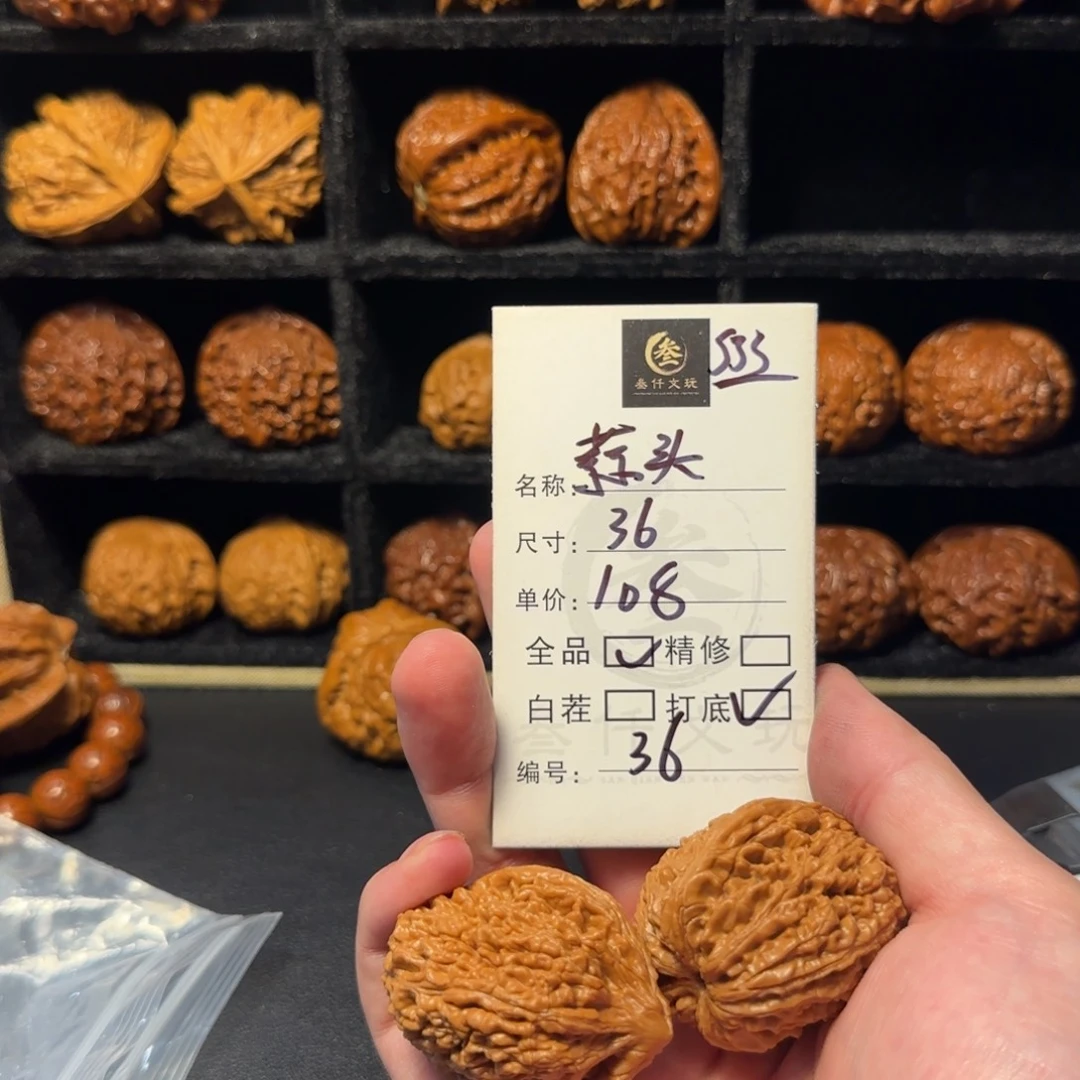 叁
叁仟文玩
名称：蒜头
尺寸：36
单价：108
全品 精修
白茬 打底
编号：36